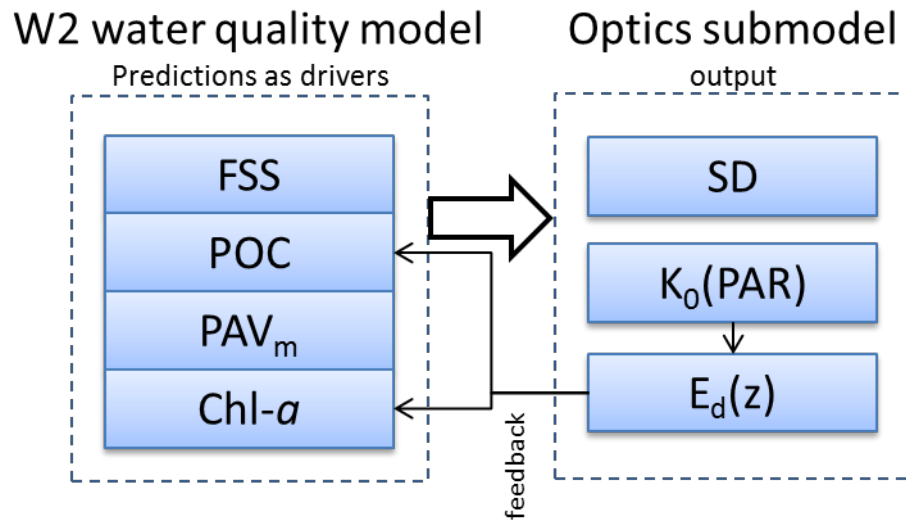 W2 water quality model
Predictions as drivers
FSS
POC
PAVm
Chl-a
Optics submodel
output
SD
K0(PAR)
Ed(z)
feedback